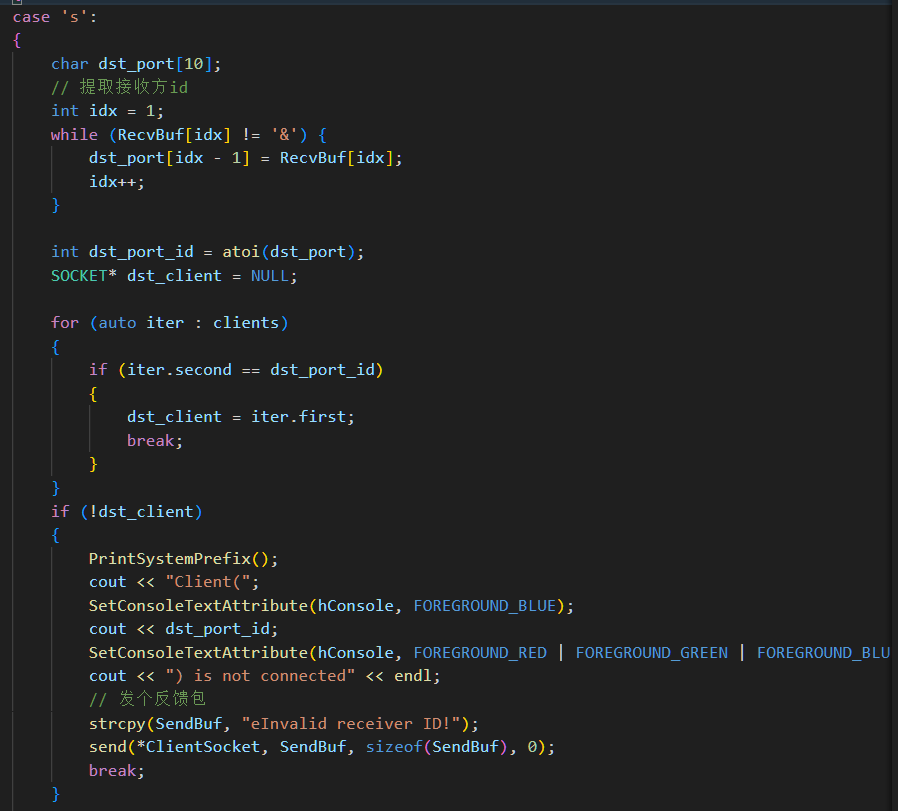 case 's':
{
char dst_port[10];
// 提取接收方id
int idx = 1;
while (RecvBuf[idx] != '&') {
dst_port[idx - 1] = RecvBuf[idx];
idx++;
}
int dst_port_id = atoi(dst_port);
SOCKET* dst_client = NULL;
for (auto iter : clients)
{
if (iter.second == dst_port_id)
{
dst_client = iter.first;
break;
}
}
if (!dst_client)
{
PrintSystemPrefix();
cout << "Client(";
SetConsoleTextAttribute(hConsole, FOREGROUND_BLUE);
cout << dst_port_id;
SetConsoleTextAttribute(hConsole, FOREGROUND_RED | FOREGROUND_GREEN | FOREGROUND_BLU
cout << ") is not connected" << endl;
// 发个反馈包
strcpy(SendBuf, "eInvalid receiver ID!");
send(*ClientSocket, SendBuf, sizeof(SendBuf), 0);
break;
}